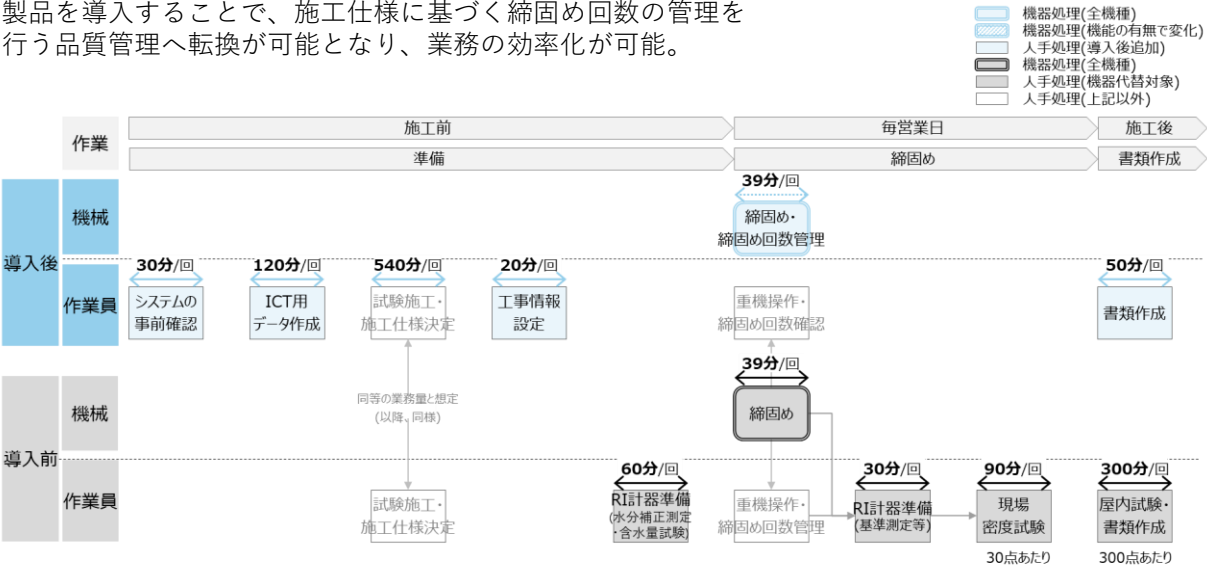 製品を導入することで、施工仕様に基づく締固め回数の管理を
行う品質管理へ転換が可能となり、業務の効率化が可能。
機器処理(全機種)
機器処理(機能の有無で変化)
人手処理(導入後追加)
機器処理(全機種)
人手処理(機器代替対象)
人手処理(上記以外)
作業
施工前
毎営業日
施工後
準備
締固め
書類作成
導入後
機械
39分/回
締固め・
締固め回数管理
作業員
30分/回
システムの
事前確認
120分/回
ICT用
データ作成
540分/回
試験施工・
施工仕様決定
20分/回
工事情報
設定
重機操作・
締固め回数確認
50分/回
書類作成
同等の業務量と想定
(以降、同様)
導入前
機械
39分/回
締固め
作業員
試験施工・
施工仕様決定
60分/回
RI計器準備
(水分補正測定
・含水量試験)
重機操作・
締固め回数管理
30分/回
RI計器準備
(基準測定等)
90分/回
現場
密度試験
30点あたり
300分/回
屋内試験・
書類作成
300点あたり